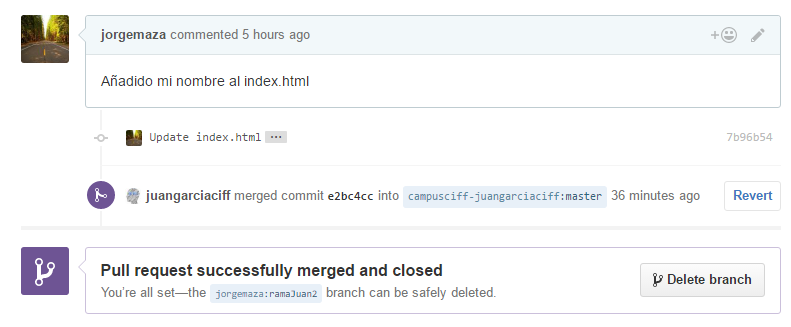 jorgemaza commented 5 hours ago
Añadido mi nombre al index.html
Update index.html ... 7b96b54
juangarciaciff merged commit e2bc4cc into campusciff-juangarciaciff:master 36 minutes ago Revert
Pull request successfully merged and closed
You're all set—the jorgemaza:ramaJuan2 branch can be safely deleted.
Delete branch